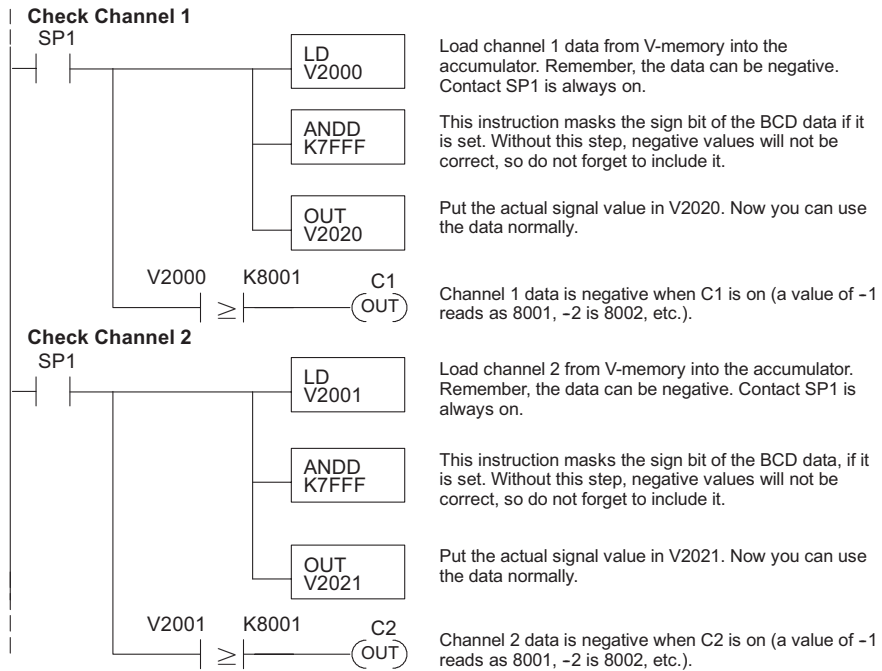 Check Channel 1
SP1
LD
V2000
Load channel 1 data from V-memory into the
accumulator. Remember, the data can be negative.
Contact SP1 is always on.
ANDD
K7FFF
This instruction masks the sign bit of the BCD data if it
is set. Without this step, negative values will not be
correct, so do not forget to include it.
OUT
V2020
Put the actual signal value in V2020. Now you can use
the data normally.
V2000 K8001 C1
≥ OUT
Channel 1 data is negative when C1 is on (a value of -1
reads as 8001, -2 is 8002, etc.).
Check Channel 2
SP1
LD
V2001
Load channel 2 from V-memory into the accumulator.
Remember, the data can be negative. Contact SP1 is
always on.
ANDD
K7FFF
This instruction masks the sign bit of the BCD data, if it
is set. Without this step, negative values will not be
correct, so do not forget to include it.
OUT
V2021
Put the actual signal value in V2021. Now you can use
the data normally.
V2001 K8001 C2
≥ OUT
Channel 2 data is negative when C2 is on (a value of -1
reads as 8001, -2 is 8002, etc.).